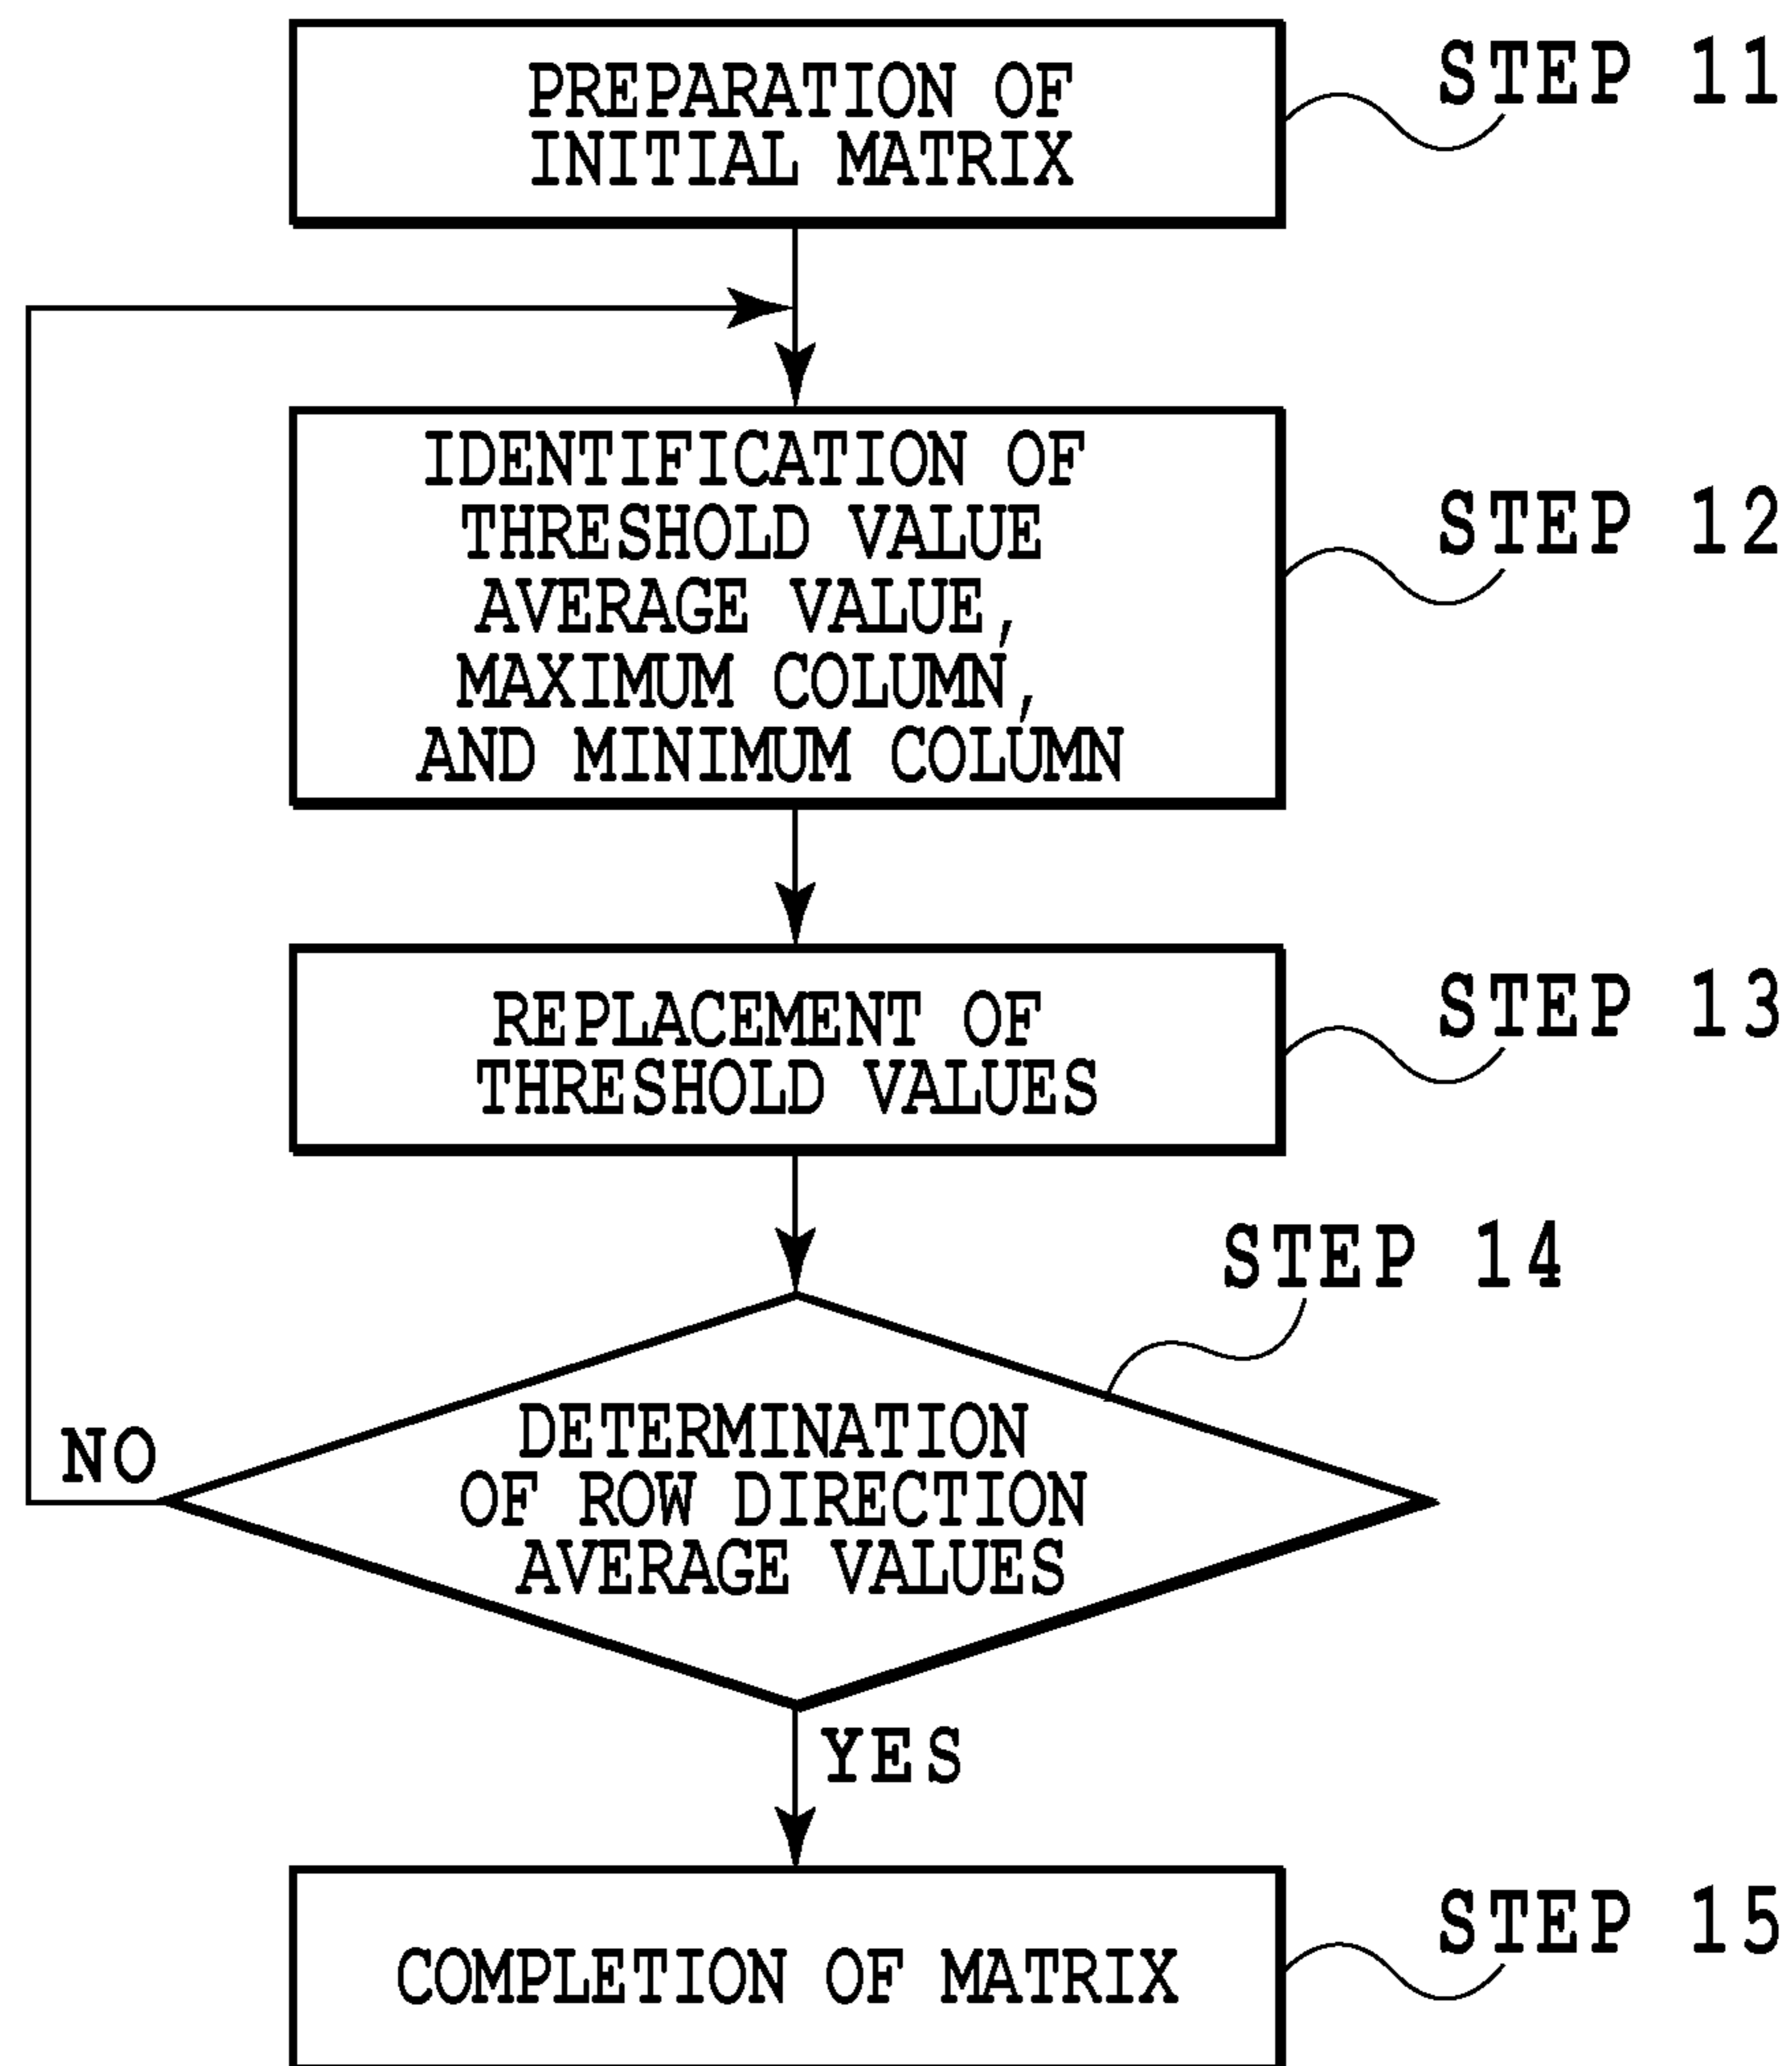 PREPARATION OF
INITIAL MATRIX
STEP 11
IDENTIFICATION OF
THRESHOLD VALUE
AVERAGE VALUE,
MAXIMUM COLUMN,
AND MINIMUM COLUMN
STEP 12
REPLACEMENT OF
THRESHOLD VALUES
STEP 13
STEP 14
DETERMINATION
OF ROW DIRECTION
AVERAGE VALUES
NO
YES
COMPLETION OF MATRIX
STEP 15